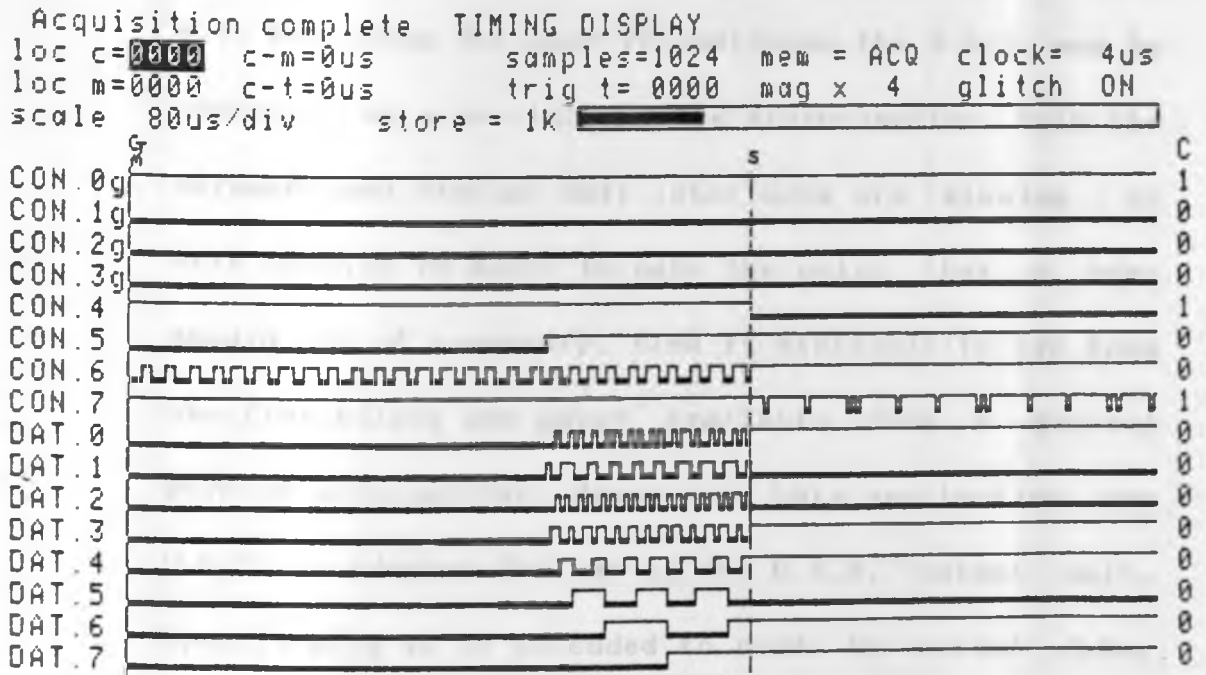 Acquisition complete TIMING DISPLAY
loc c=0000 c-m=0us samples=1024 mem = ACQ clock= 4us
loc m=0000 c-t=0us trig t= 0000 mag x 4 glitch ON
scale 80us/div store = 1k
s C
CON.0g 1
CON.1g 0
CON.2g 0
CON.3g 0
CON.4 1
CON.5 0
CON.6 0
CON.7 1
DAT.0 0
DAT.1 0
DAT.2 0
DAT.3 0
DAT.4 0
DAT.5 0
DAT.6 0
DAT.7 0